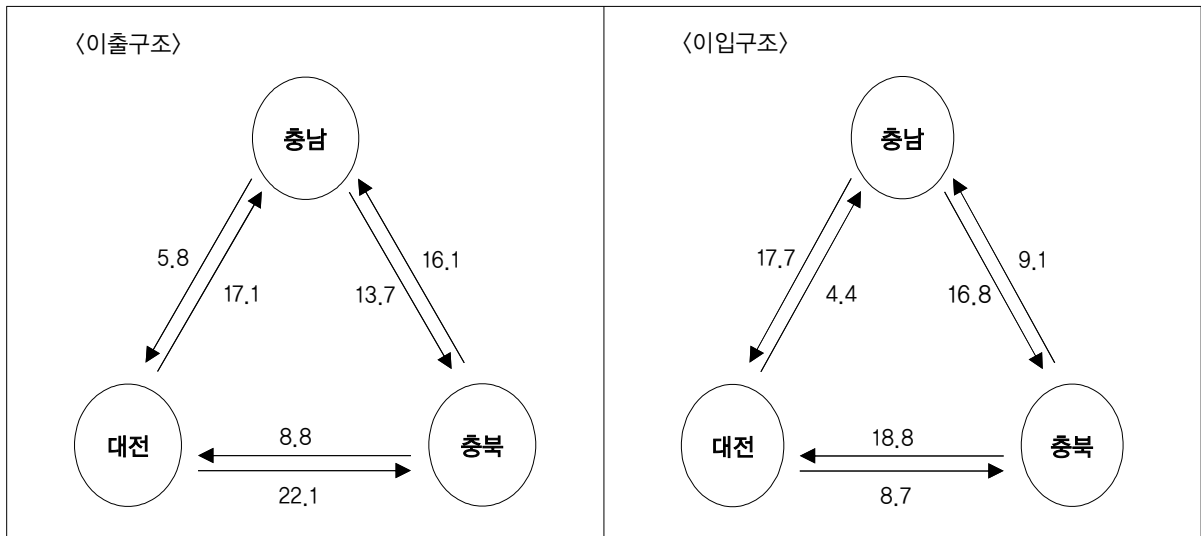 〈이출구조〉
충남
5.8
17.1
13.7
16.1
대전
8.8
22.1
충북
〈이입구조〉
충남
17.7
4.4
16.8
9.1
대전
18.8
8.7
충북